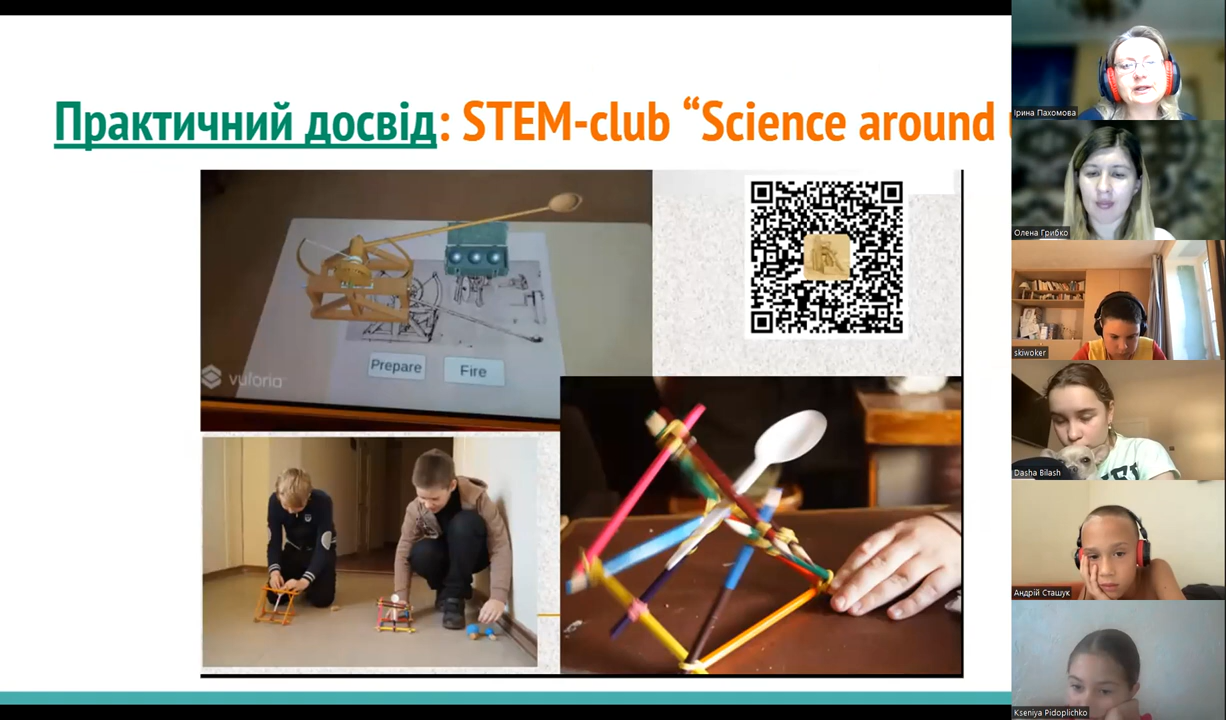 Практичний досвід: STEM-club “Science around
Prepare
Fire
vuforia
Ірина Пахомова
Олена Грибко
skiwoker
Dasha Bilash
Андрій Сташук
Kseniya Pidoplichko